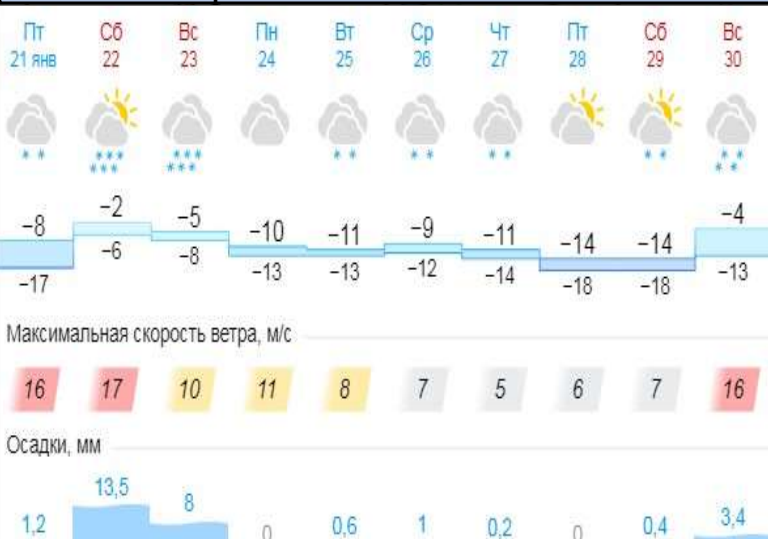 Пт Сб Вс Пн Вт Ср Чт Пт Сб Вс
21 янв 22 23 24 25 26 27 28 29 30
−8 −2 −5 −10 −11 −9 −11 −14 −14 −4
−17 −6 −8 −13 −13 −12 −14 −18 −18 −13
Максимальная скорость ветра, м/с
16 17 10 11 8 7 5 6 7 16
Осадки, мм
1,2 13,5 8 0 0,6 1 0,2 0 0,4 3,4